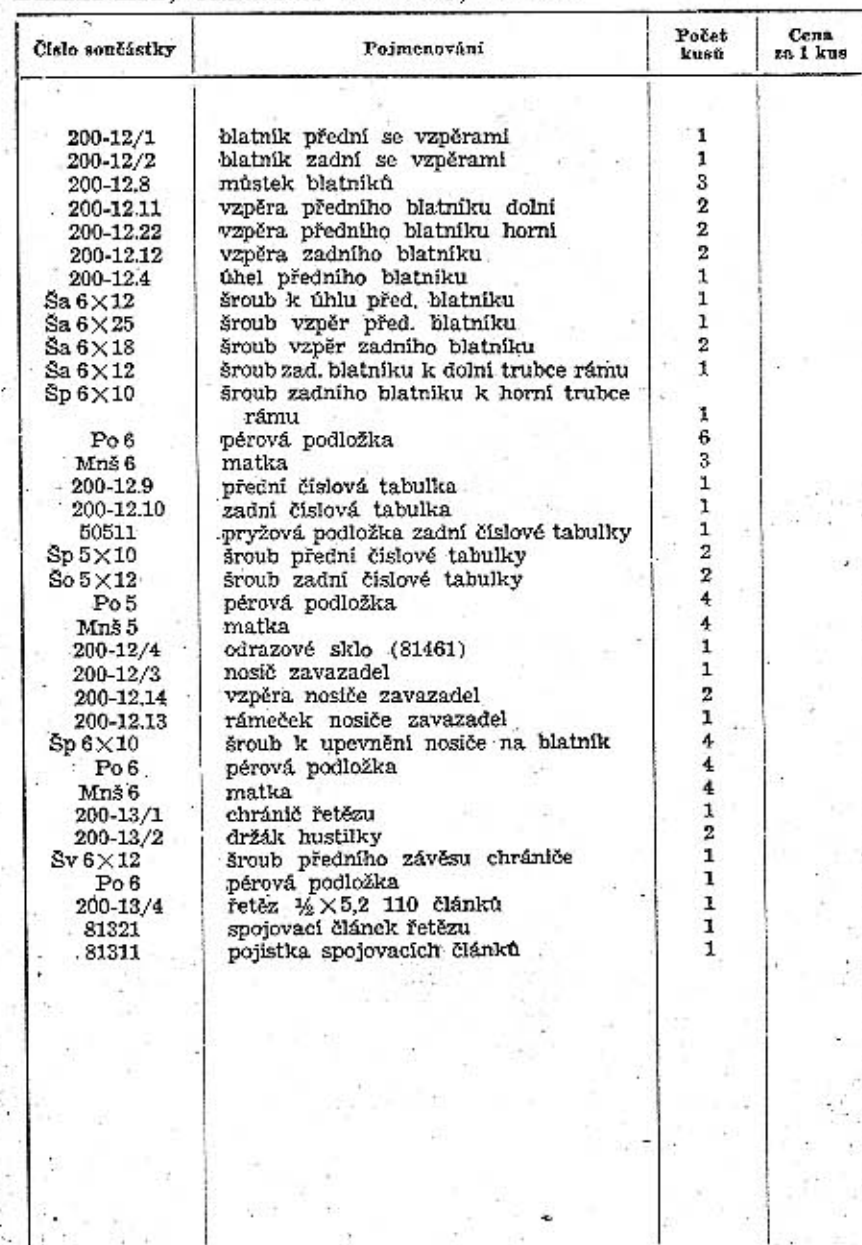 Číslo součástky Pojmenování Počet kusů Cena za 1 kus
200-12/1 blatník přední se vzpěrami 1
200-12/2 blatník zadní se vzpěrami 1
200-12.8 můstek blatníků 3
200-12.11 vzpěra předního blatníku dolní 2
200-12.22 vzpěra předního blatníku horní 2
200-12.12 vzpěra zadního blatníku 2
200-12.4 úhel předního blatníku 1
Ša 6×12 šroub k úhlu před. blatníku 1
Ša 6×25 šroub vzpěr před. blatníku 1
Ša 6×18 šroub vzpěr zadního blatníku 2
Ša 6×12 šroub zad. blatníku k dolní trubce rámu 1
Šp 6×10 šroub zadního blatníku k horní trubce
rámu 1
Po 6 pérová podložka 6
Mnš 6 matka 3
200-12.9 přední číslová tabulka 1
200-12.10 zadní číslová tabulka 1
50511 pryžová podložka zadní číslové tabulky 1
Šp 5×10 šroub přední číslové tabulky 2
Šo 5×12 šroub zadní číslové tabulky 2
Po 5 pérová podložka 4
Mnš 5 matka 4
200-12/4 odrazové sklo (81461) 1
200-12/3 nosič zavazadel 1
200-12.14 vzpěra nosiče zavazadel 2
200-12.13 rámeček nosiče zavazadel 1
Šp 6×10 šroub k upevnění nosiče na blatník 4
Po 6 pérová podložka 4
Mnš 6 matka 4
200-13/1 chránič řetězu 1
200-13/2 držák hustilky 2
Šv 6×12 šroub předního závěsu chrániče 1
Po 6 pérová podložka 1
200-13/4 řetěz ½×5,2 110 článků 1
81321 spojovací článek řetězu 1
81311 pojistka spojovacích článků 1